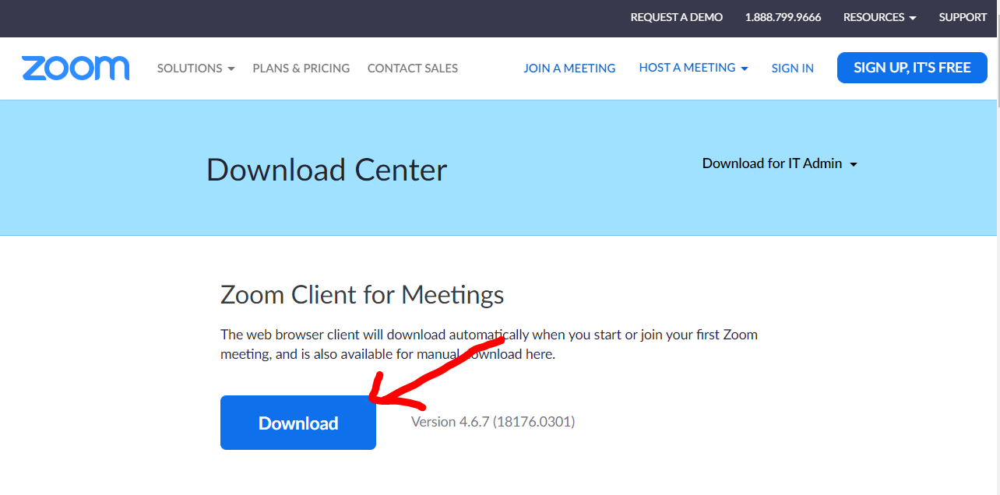 REQUEST A DEMO 1.888.799.9666 RESOURCES SUPPORT
zoom SOLUTIONS PLANS & PRICING CONTACT SALES JOIN A MEETING HOST A MEETING SIGN IN SIGN UP, IT'S FREE
Download Center
Download for IT Admin
Zoom Client for Meetings
The web browser client will download automatically when you start or join your first Zoom
meeting, and is also available for manual download here.
Download
Version 4.6.7 (18176.0301)